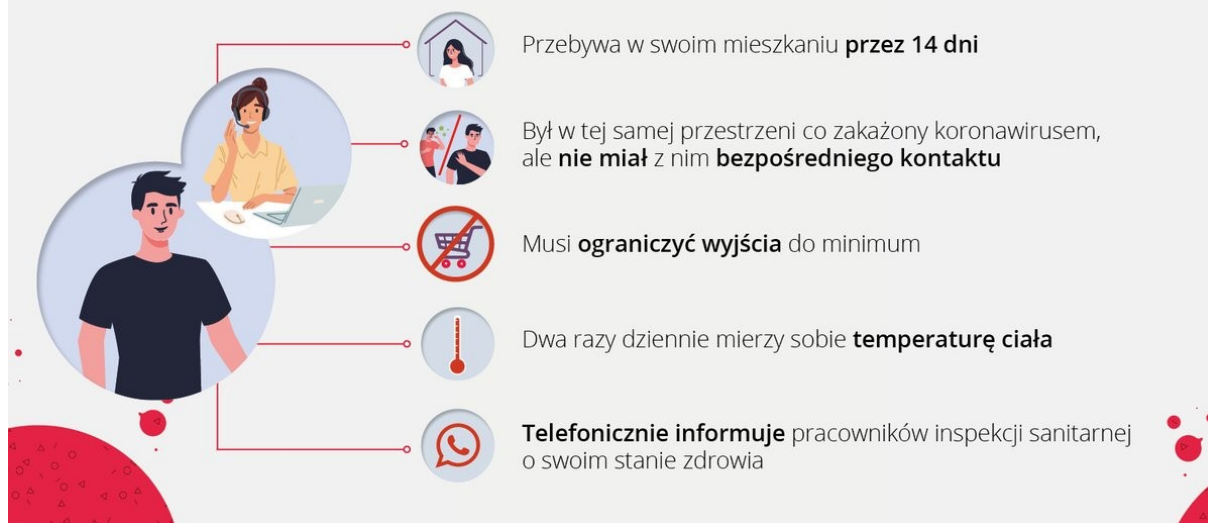 Przebywa w swoim mieszkaniu przez 14 dni
Był w tej samej przestrzeni co zakażony koronawirusem,
ale nie miał z nim bezpośredniego kontaktu
Musi ograniczyć wyjścia do minimum
Dwa razy dziennie mierzy sobie temperaturę ciała
Telefonicznie informuje pracowników inspekcji sanitarnej
o swoim stanie zdrowia